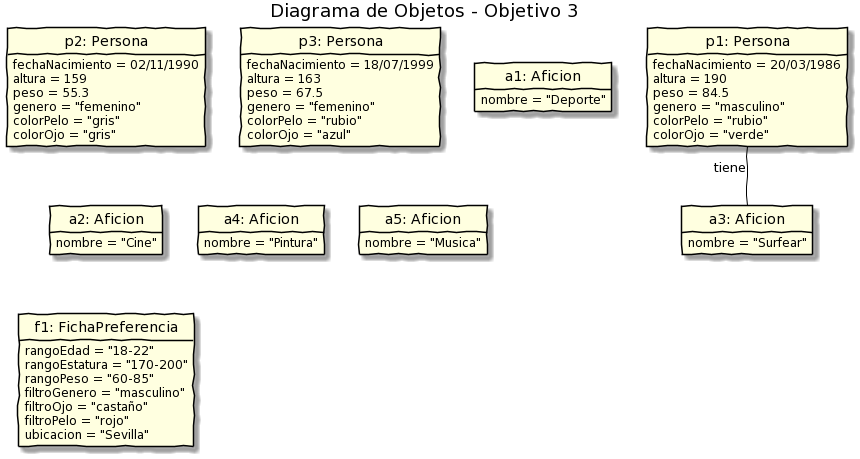 Diagrama de Objetos - Objetivo 3
p2: Persona
fechaNacimiento = 02/11/1990
altura = 159
peso = 55.3
genero = "femenino"
colorPelo = "gris"
colorOjo = "gris"
p3: Persona
fechaNacimiento = 18/07/1999
altura = 163
peso = 67.5
genero = "femenino"
colorPelo = "rubio"
colorOjo = "azul"
a1: Aficion
nombre = "Deporte"
p1: Persona
fechaNacimiento = 20/03/1986
altura = 190
peso = 84.5
genero = "masculino"
colorPelo = "rubio"
colorOjo = "verde"
tiene
a2: Aficion
nombre = "Cine"
a4: Aficion
nombre = "Pintura"
a5: Aficion
nombre = "Musica"
a3: Aficion
nombre = "Surfear"
f1: FichaPreferencia
rangoEdad = "18-22"
rangoEstatura = "170-200"
rangoPeso = "60-85"
filtroGenero = "masculino"
filtroOjo = "castaño"
filtroPelo = "rojo"
ubicacion = "Sevilla"